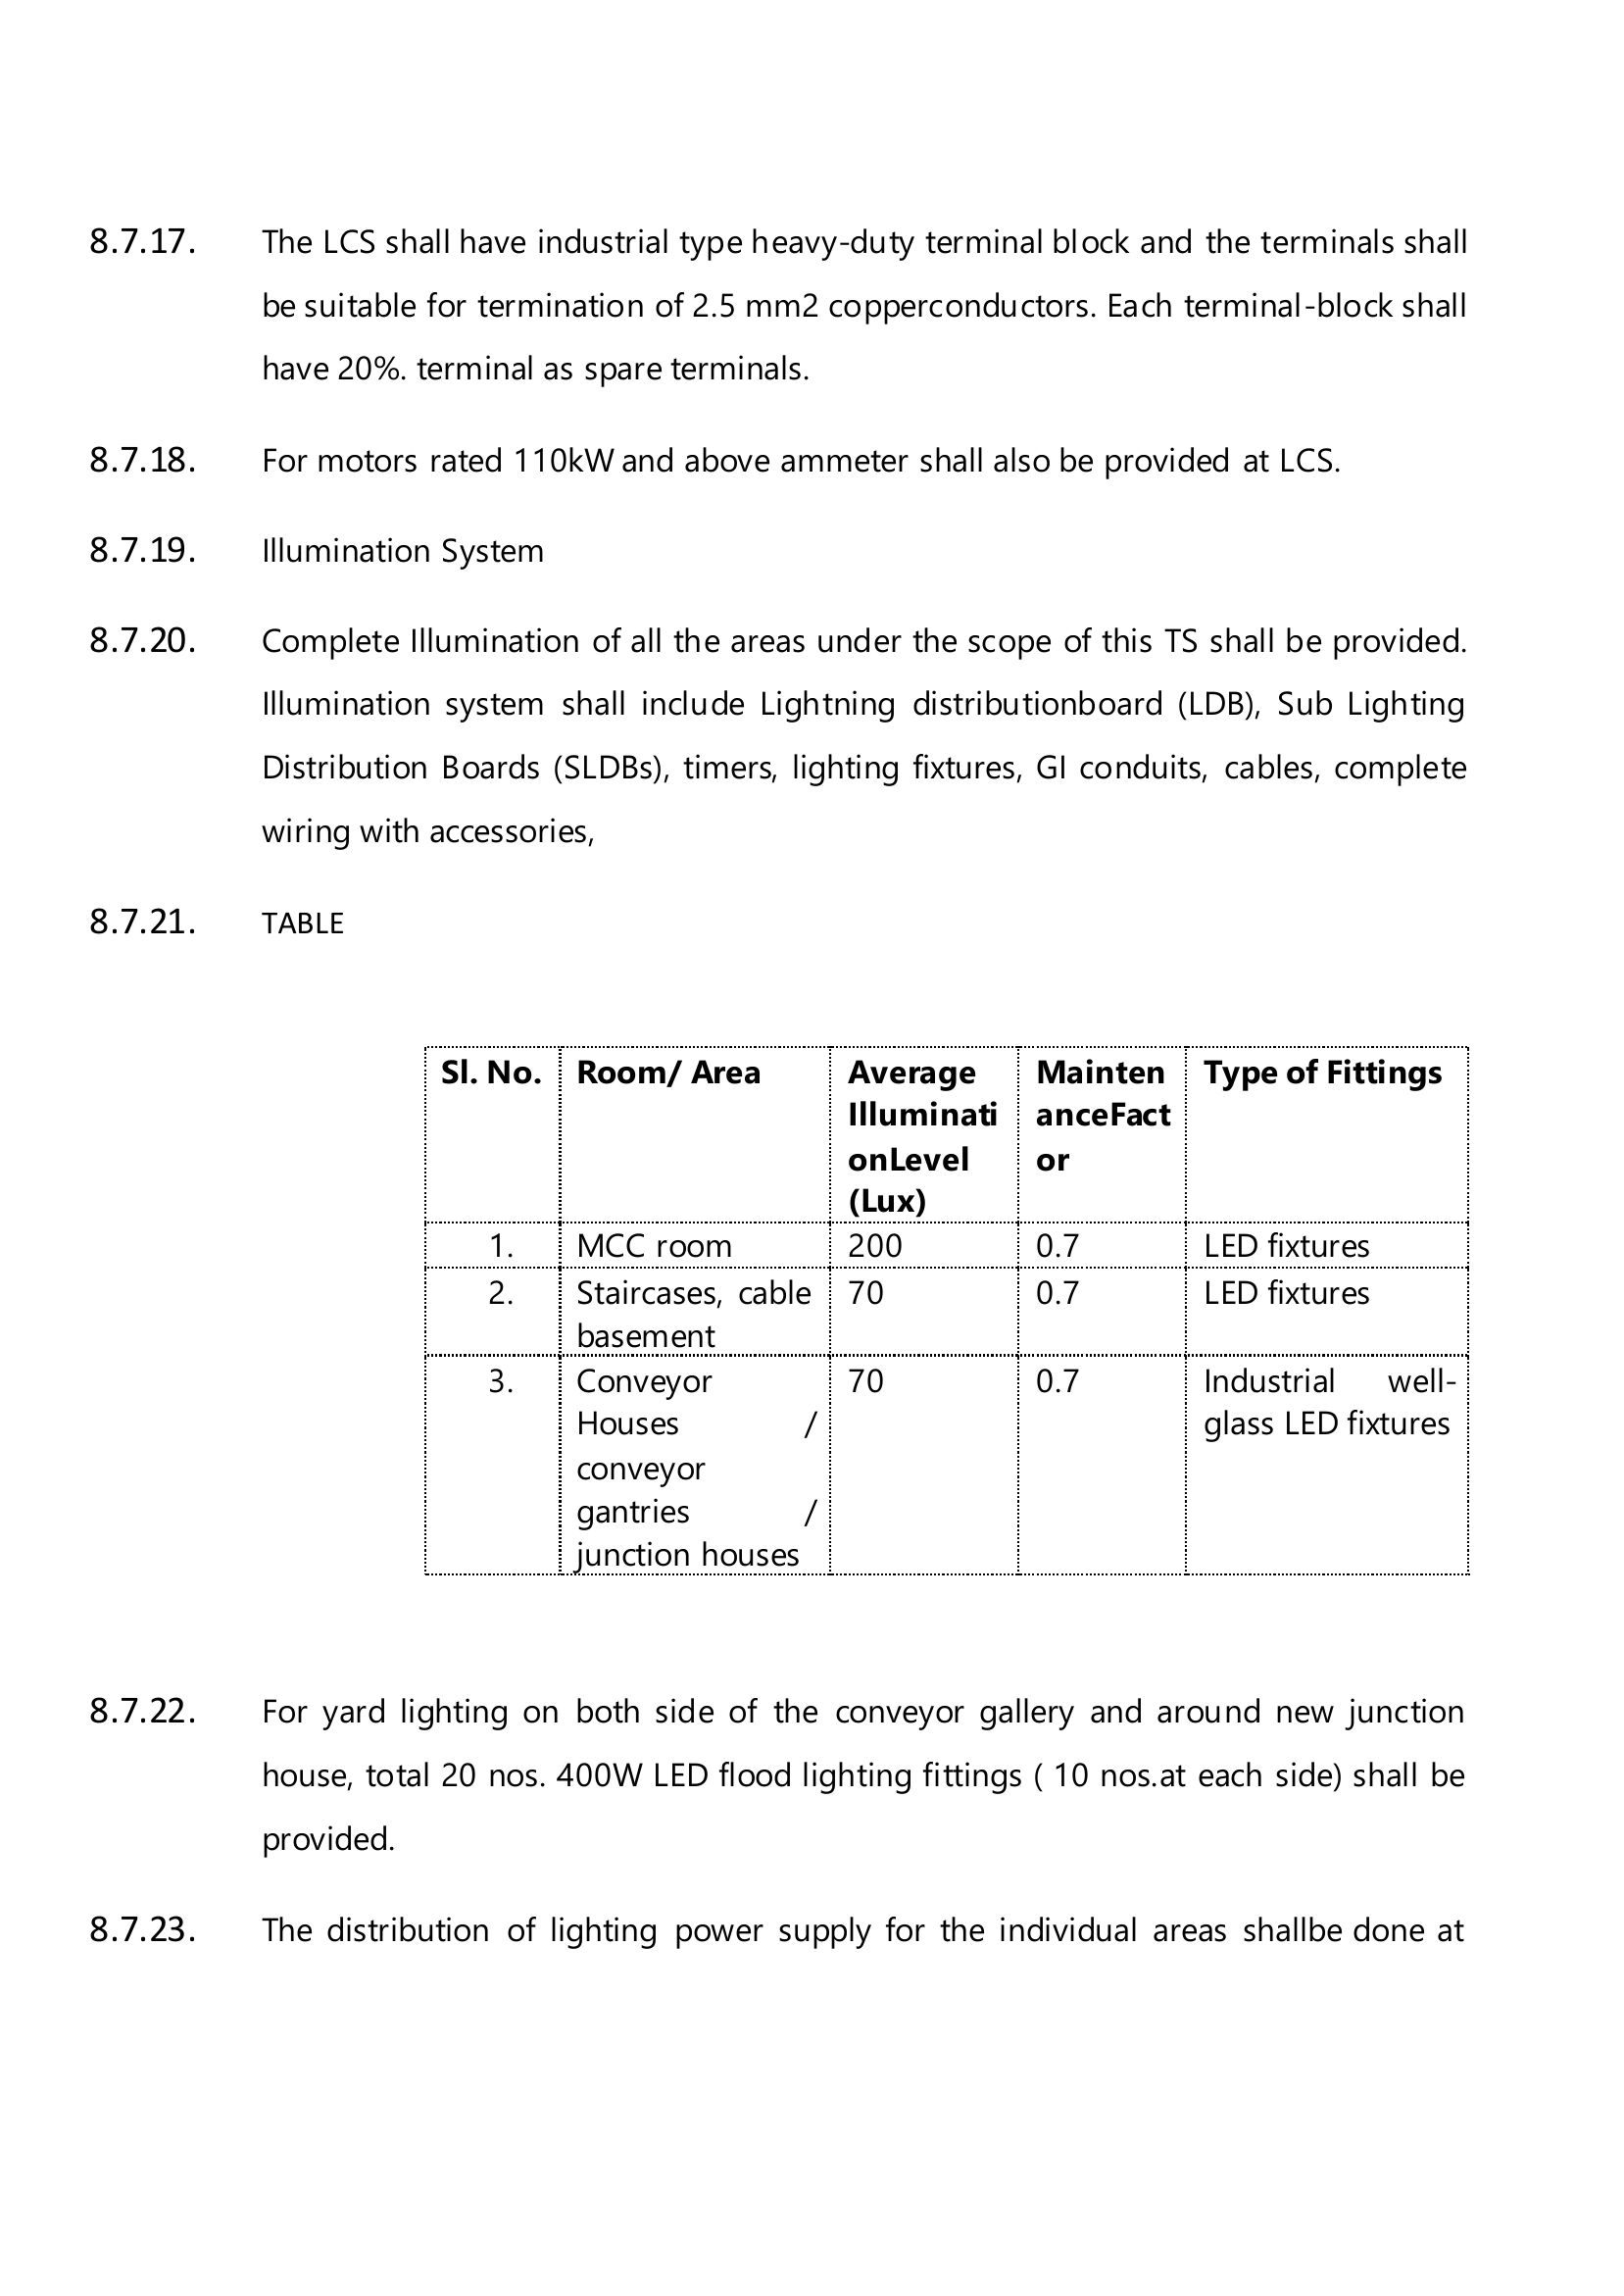 8.7.17. The LCS shall have industrial type heavy-duty terminal block and the terminals shall
be suitable for termination of 2.5 mm2 copperconductors. Each terminal-block shall
have 20%. terminal as spare terminals.
8.7.18. For motors rated 110kW and above ammeter shall also be provided at LCS.
8.7.19. Illumination System
8.7.20. Complete Illumination of all the areas under the scope of this TS shall be provided.
Illumination system shall include Lightning distributionboard (LDB), Sub Lighting
Distribution Boards (SLDBs), timers, lighting fixtures, GI conduits, cables, complete
wiring with accessories,
8.7.21. TABLE
Sl. No. Room/ Area Average Mainten Type of Fittings
Illuminati anceFact
onLevel or
(Lux)
1. MCC room 200 0.7 LED fixtures
2. Staircases, cable 70 0.7 LED fixtures
basement
3. Conveyor 70 0.7 Industrial well-
Houses / glass LED fixtures
conveyor
gantries /
junction houses
8.7.22. For yard lighting on both side of the conveyor gallery and around new junction
house, total 20 nos. 400W LED flood lighting fittings ( 10 nos.at each side) shall be
provided.
8.7.23. The distribution of lighting power supply for the individual areas shallbe done at